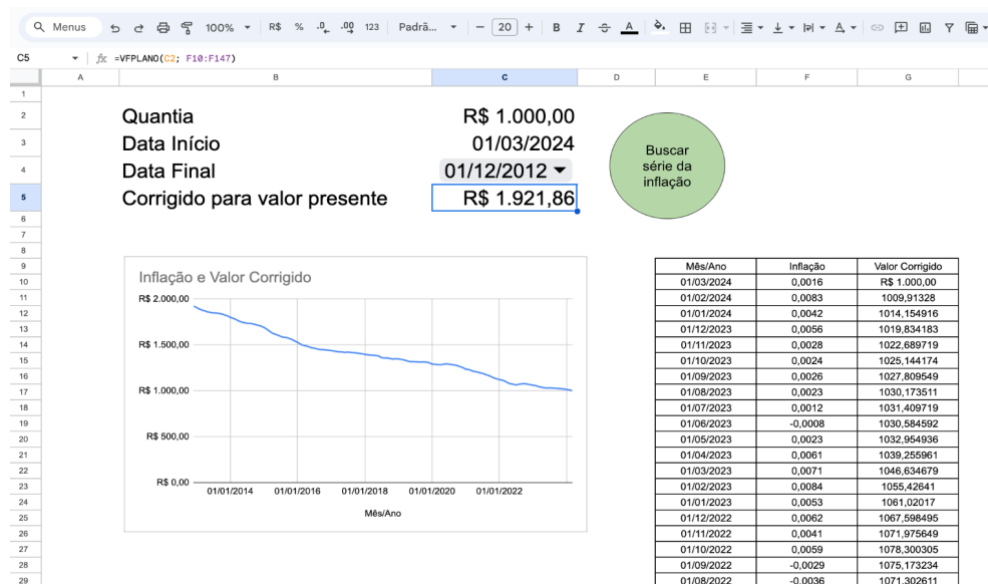 Menus 100% R$ % .0 .00 123 Padrã... − 20 + B I A
C5 fx =VFPLANO(C2; F10:F147)
A B C D E F G
1
2 Quantia R$ 1.000,00
3 Data Início 01/03/2024
4 Data Final 01/12/2012
5 Corrigido para valor presente R$ 1.921,86
Buscar
série da
inflação
6
7
8
9 Mês/Ano Inflação Valor Corrigido
10 01/03/2024 0,0016 R$ 1.000,00
11 01/02/2024 0,0083 1009,91328
12 01/01/2024 0,0042 1014,154916
13 01/12/2023 0,0056 1019,834183
14 01/11/2023 0,0028 1022,689719
15 01/10/2023 0,0024 1025,144174
16 01/09/2023 0,0026 1027,809549
17 01/08/2023 0,0023 1030,173511
18 01/07/2023 0,0012 1031,409719
19 01/06/2023 -0,0008 1030,584592
20 01/05/2023 0,0023 1032,954936
21 01/04/2023 0,0061 1039,255961
22 01/03/2023 0,0071 1046,634679
23 01/02/2023 0,0084 1055,42641
24 01/01/2023 0,0053 1061,02017
25 01/12/2022 0,0062 1067,598495
26 01/11/2022 0,0041 1071,975649
27 01/10/2022 0,0059 1078,300305
28 01/09/2022 -0,0029 1075,173234
29 01/08/2022 -0,0036 1071,302611
Inflação e Valor Corrigido
R$ 2.000,00
R$ 1.500,00
R$ 1.000,00
R$ 500,00
R$ 0,00
01/01/2014 01/01/2016 01/01/2018 01/01/2020 01/01/2022
Mês/Ano